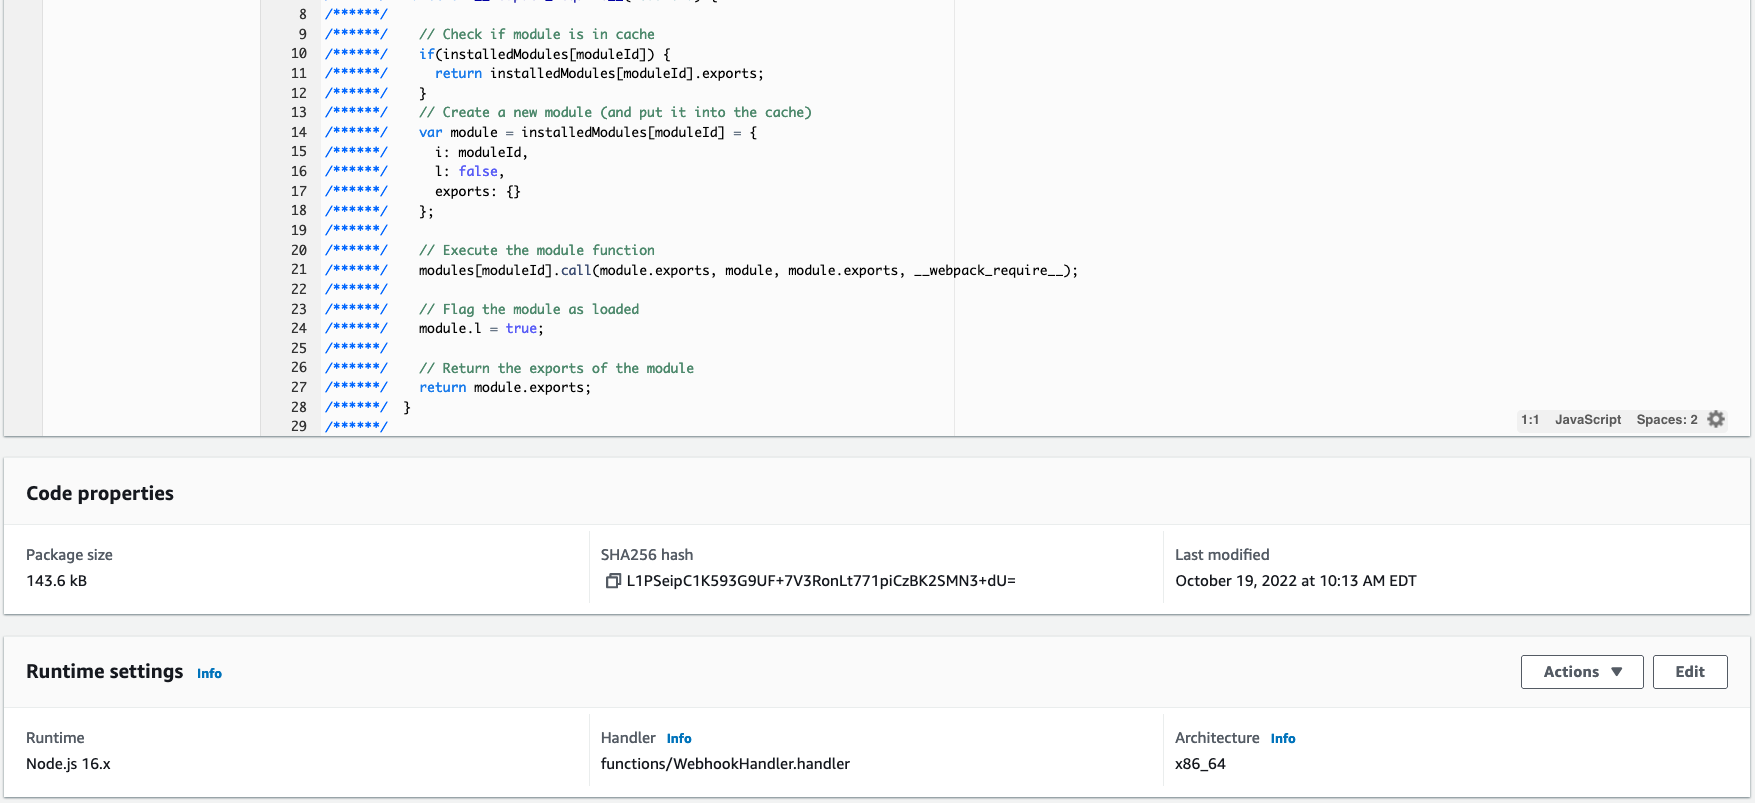 8 /******/
9 /******/ // Check if module is in cache
10 /******/ if(installedModules[moduleId]) {
11 /******/ return installedModules[moduleId].exports;
12 /******/ }
13 /******/ // Create a new module (and put it into the cache)
14 /******/ var module = installedModules[moduleId] = {
15 /******/ i: moduleId,
16 /******/ l: false,
17 /******/ exports: {}
18 /******/ };
19 /******/
20 /******/ // Execute the module function
21 /******/ modules[moduleId].call(module.exports, module, module.exports, __webpack_require__);
22 /******/
23 /******/ // Flag the module as loaded
24 /******/ module.l = true;
25 /******/
26 /******/ // Return the exports of the module
27 /******/ return module.exports;
28 /******/ }
29 /******/
1:1 JavaScript Spaces: 2
Code properties
Package size
143.6 kB
SHA256 hash
L1PSeipC1K593G9UF+7V3RonLt771piCzBK2SMN3+dU=
Last modified
October 19, 2022 at 10:13 AM EDT
Runtime settings Info
Actions Edit
Runtime
Node.js 16.x
Handler Info
functions/WebhookHandler.handler
Architecture Info
x86_64